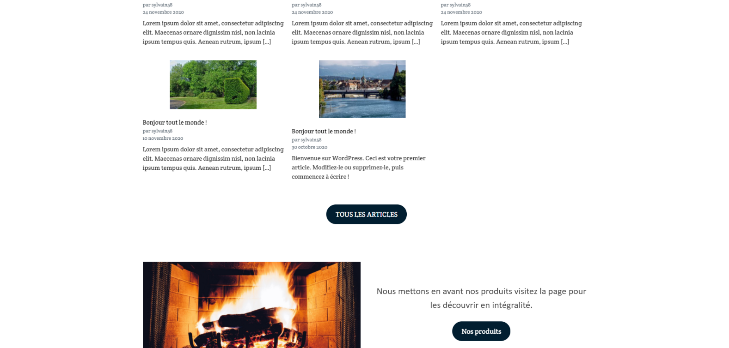 par sylvain58
par sylvain58
par sylvain58
24 novembre 2020
22 novembre 2020
22 novembre 2020
Lorem ipsum dolor sit amet, consectetur adipiscing
elit. Maecenas ornare dignissim nisl, non lacinia
ipsum tempus quis. Aenean rutrum, ipsum [...]
Lorem ipsum dolor sit amet, consectetur adipiscing
elit. Maecenas ornare dignissim nisl, non lacinia
ipsum tempus quis. Aenean rutrum, ipsum [...]
Lorem ipsum dolor sit amet, consectetur adipiscing
elit. Maecenas ornare dignissim nisl, non lacinia
ipsum tempus quis. Aenean rutrum, ipsum [...]
Bonjour tout le monde !
par sylvain58
10 novembre 2020
Lorem ipsum dolor sit amet, consectetur adipiscing
elit. Maecenas ornare dignissim nisl, non lacinia
ipsum tempus quis. Aenean rutrum, ipsum [...]
Bonjour tout le monde !
par sylvain58
30 octobre 2020
Bienvenue sur WordPress. Ceci est votre premier
article. Modifiez-le ou supprimez-le, puis
commencez à écrire !
TOUS LES ARTICLES
Nous mettons en avant nos produits visitez la page pour
les découvrir en intégralité.
Nos produits